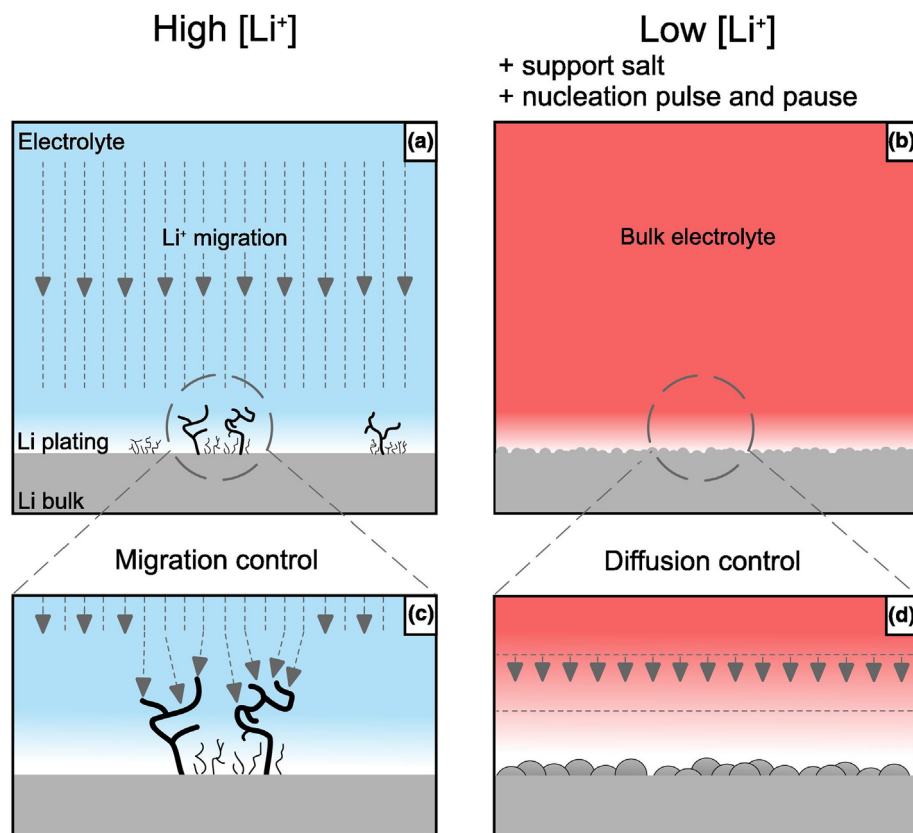 High [Li⁺]
Low [Li⁺]
+ support salt
+ nucleation pulse and pause
Electrolyte
(a)
Li⁺ migration
Li plating
Li bulk
(b)
Bulk electrolyte
Migration control
Diffusion control
(c)
(d)